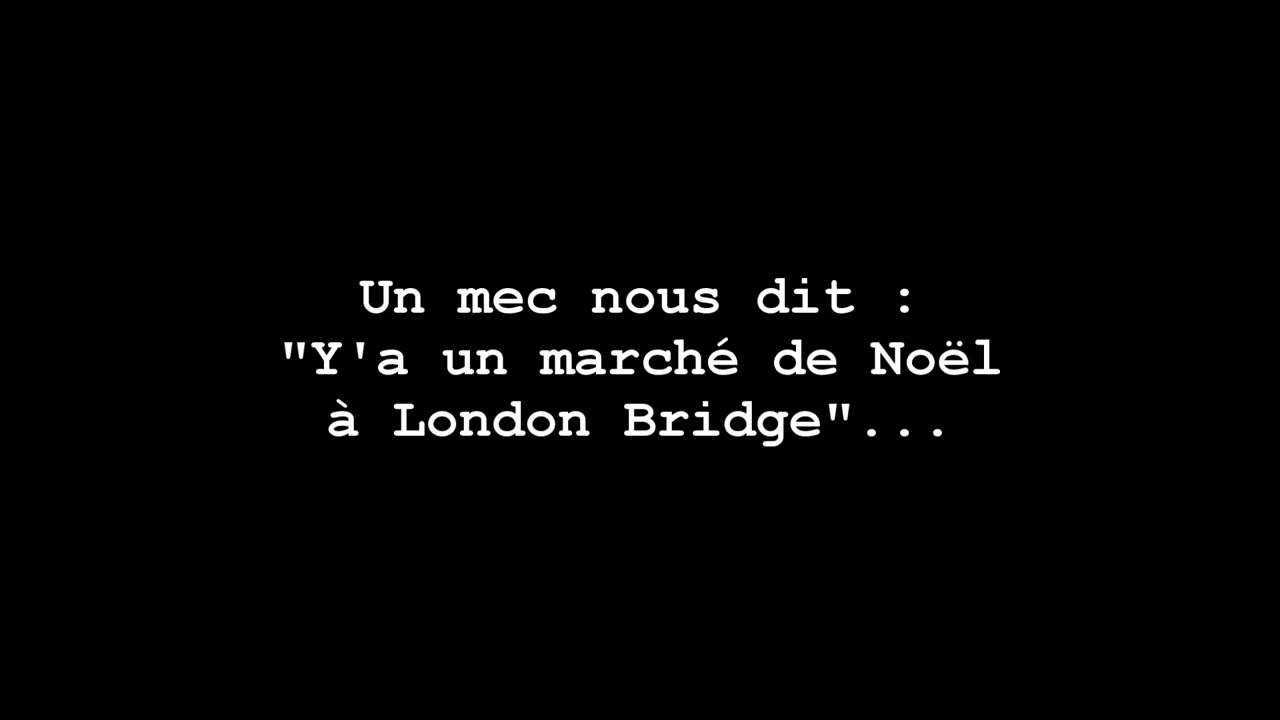 Un mec nous dit :
"Y'a un marché de Noël
à London Bridge"...